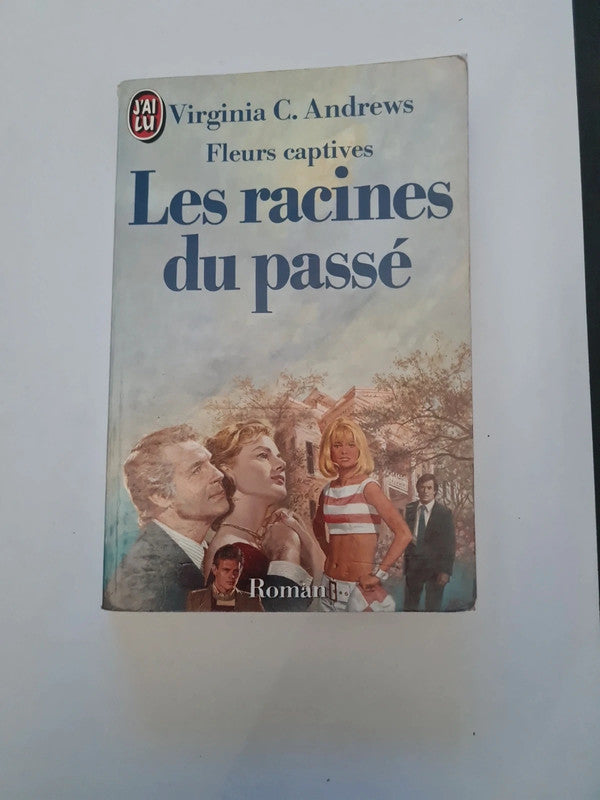 J'AI
LU
Virginia C. Andrews
Fleurs captives
Les racines
du passé
Roman